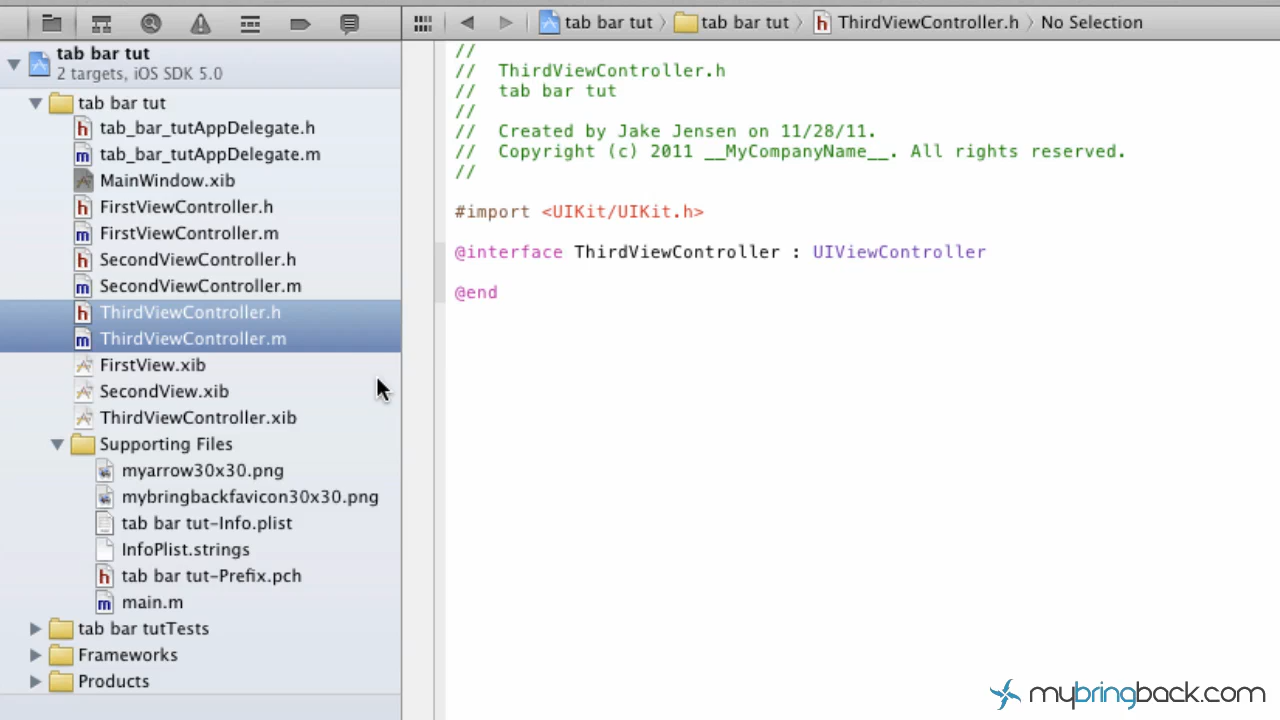 tab bar tut
tab bar tut
ThirdViewController.h
No Selection
tab bar tut
2 targets, iOS SDK 5.0
tab bar tut
tab_bar_tutAppDelegate.h
tab_bar_tutAppDelegate.m
MainWindow.xib
FirstViewController.h
FirstViewController.m
SecondViewController.h
SecondViewController.m
ThirdViewController.h
ThirdViewController.m
FirstView.xib
SecondView.xib
ThirdViewController.xib
Supporting Files
myarrow30x30.png
mybringbackfavicon30x30.png
tab bar tut-Info.plist
InfoPlist.strings
tab bar tut-Prefix.pch
main.m
tab bar tutTests
Frameworks
Products
//
//  ThirdViewController.h
//  tab bar tut
//
//  Created by Jake Jensen on 11/28/11.
//  Copyright (c) 2011 __MyCompanyName__. All rights reserved.
//
#import <UIKit/UIKit.h>
@interface ThirdViewController : UIViewController
@end
mybringback.com